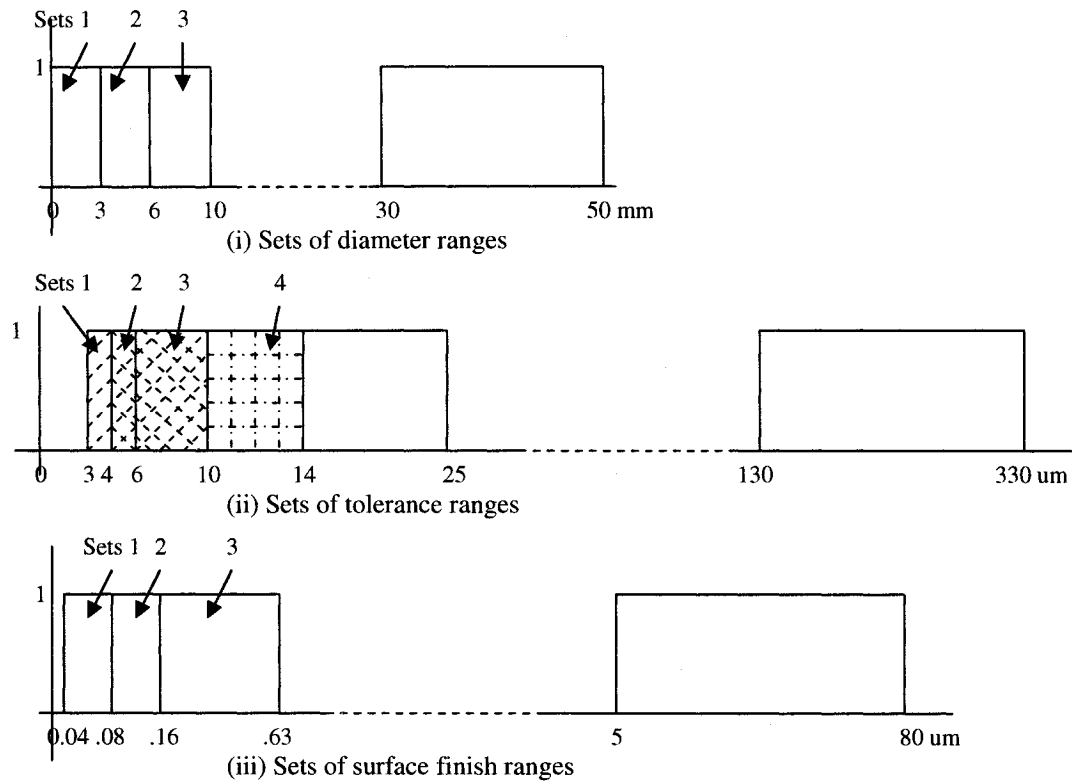 Sets 1 2 3
1
0 3 6 10 30 50 mm
(i) Sets of diameter ranges
Sets 1 2 3 4
1
0 3 4 6 10 14 25 130 330 um
(ii) Sets of tolerance ranges
Sets 1 2 3
1
0.04 .08 .16 .63 5 80 um
(iii) Sets of surface finish ranges